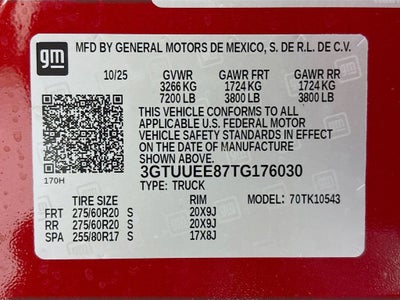 gm
MFD BY GENERAL MOTORS DE MEXICO, S. DE R.L. DE C.V.
10/25 GVWR GAWR FRT GAWR RR
3266 KG 1724 KG 1724 KG
7200 LB 3800 LB 3800 LB
THIS VEHICLE CONFORMS TO ALL
APPLICABLE U.S. FEDERAL MOTOR
VEHICLE SAFETY STANDARDS IN EFFECT
ON THE DATE OF MANUFACTURE
SHOWN ABOVE.
170H
3GTUUEE87TG176030
TYPE: TRUCK
TIRE SIZE RIM MODEL: 70TK10543
FRT 275/60R20 S 20X9J
RR 275/60R20 S 20X9J
SPA 255/80R17 S 17X8J